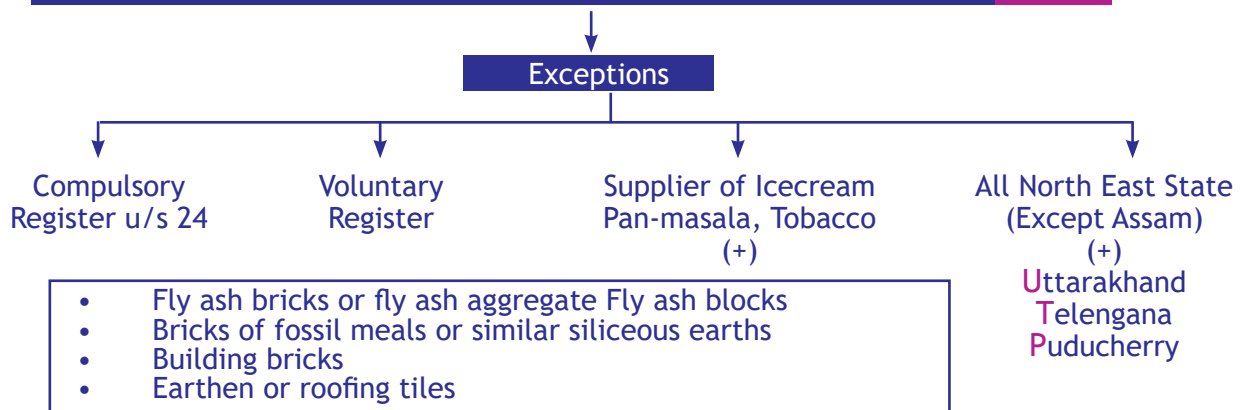 Exceptions
Compulsory
Register u/s 24
Voluntary
Register
Supplier of Icecream
Pan-masala, Tobacco
(+)
• Fly ash bricks or fly ash aggregate Fly ash blocks
• Bricks of fossil meals or similar siliceous earths
• Building bricks
• Earthen or roofing tiles
All North East State
(Except Assam)
(+)
Uttarakhand
Telengana
Puducherry